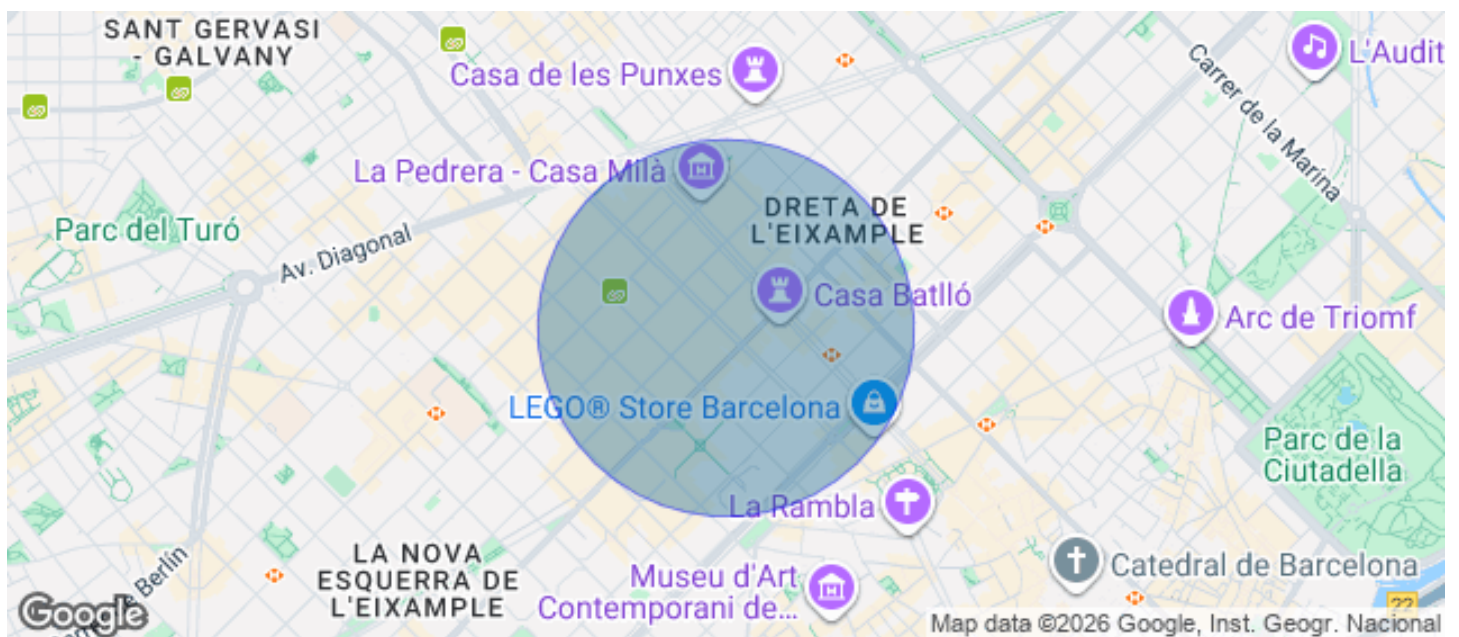 SANT GERVASI
- GALVANY
Casa de les Punxes
L'Audit
Carrer de la Marina
La Pedrera - Casa Milà
DRETA DE
L'EIXAMPLE
Parc del Turó
Av. Diagonal
Casa Batlló
Arc de Triomf
LEGO® Store Barcelona
Parc de la
Ciutadella
La Rambla
LA NOVA
ESQUERRA DE
L'EIXAMPLE
Museu d'Art
Contemporani de...
Catedral de Barcelona
Berlín
22
Google
Map data ©2026 Google, Inst. Geogr. Nacional